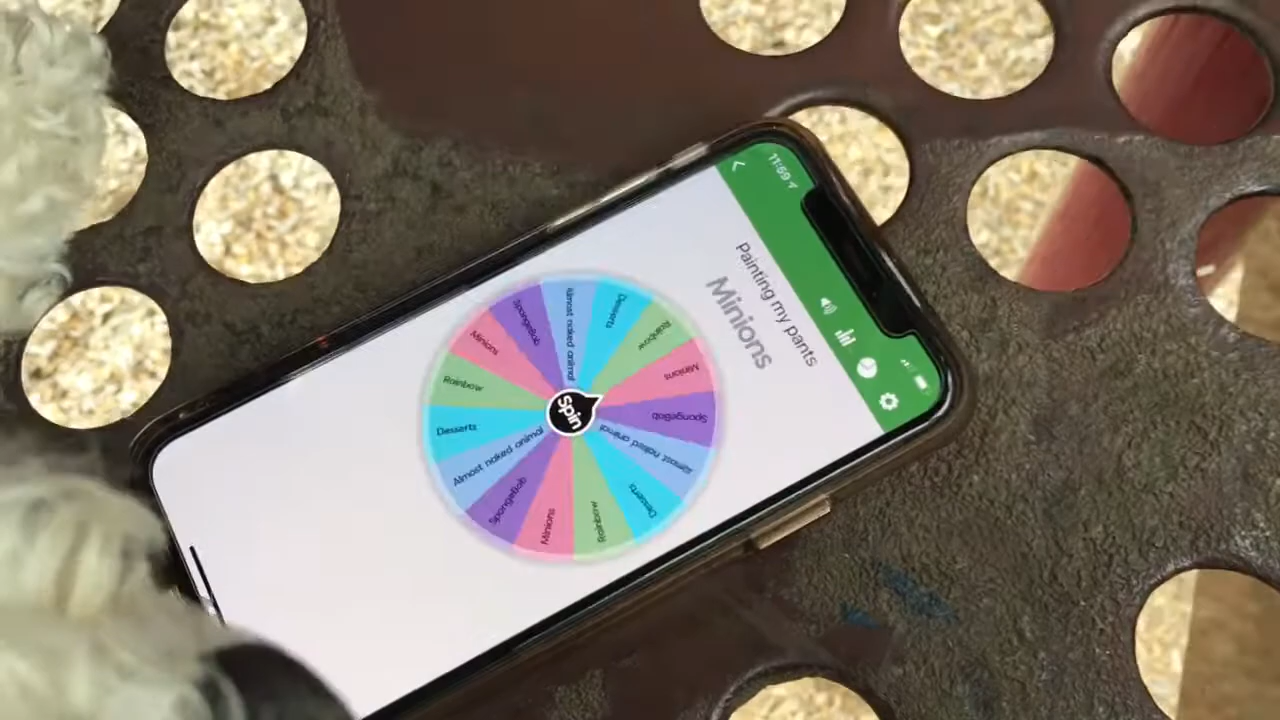 11:59
Painting my pants
Minions
Desserts
Rainbow
Minions
SpongeBob
Almost naked animal
Desserts
Rainbow
Minions
SpongeBob
Almost naked animal
Desserts
Rainbow
Minions
SpongeBob
Almost naked animal
Spin